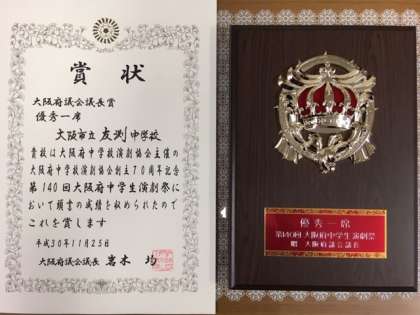 賞状
大阪府議会議長賞
優秀一席
大阪市立友渕中学校
貴校は大阪府中学校演劇協会主催の
大阪府中学校演劇協会創立70周年記念
第140回大阪府中学生演劇祭に
おいて頭書の成績を収められたので
これを賞します
平成30年11月25日
大阪府議会議長 岩木 均
優秀一席
第140回大阪府中学生演劇祭
贈 大阪府議会議長